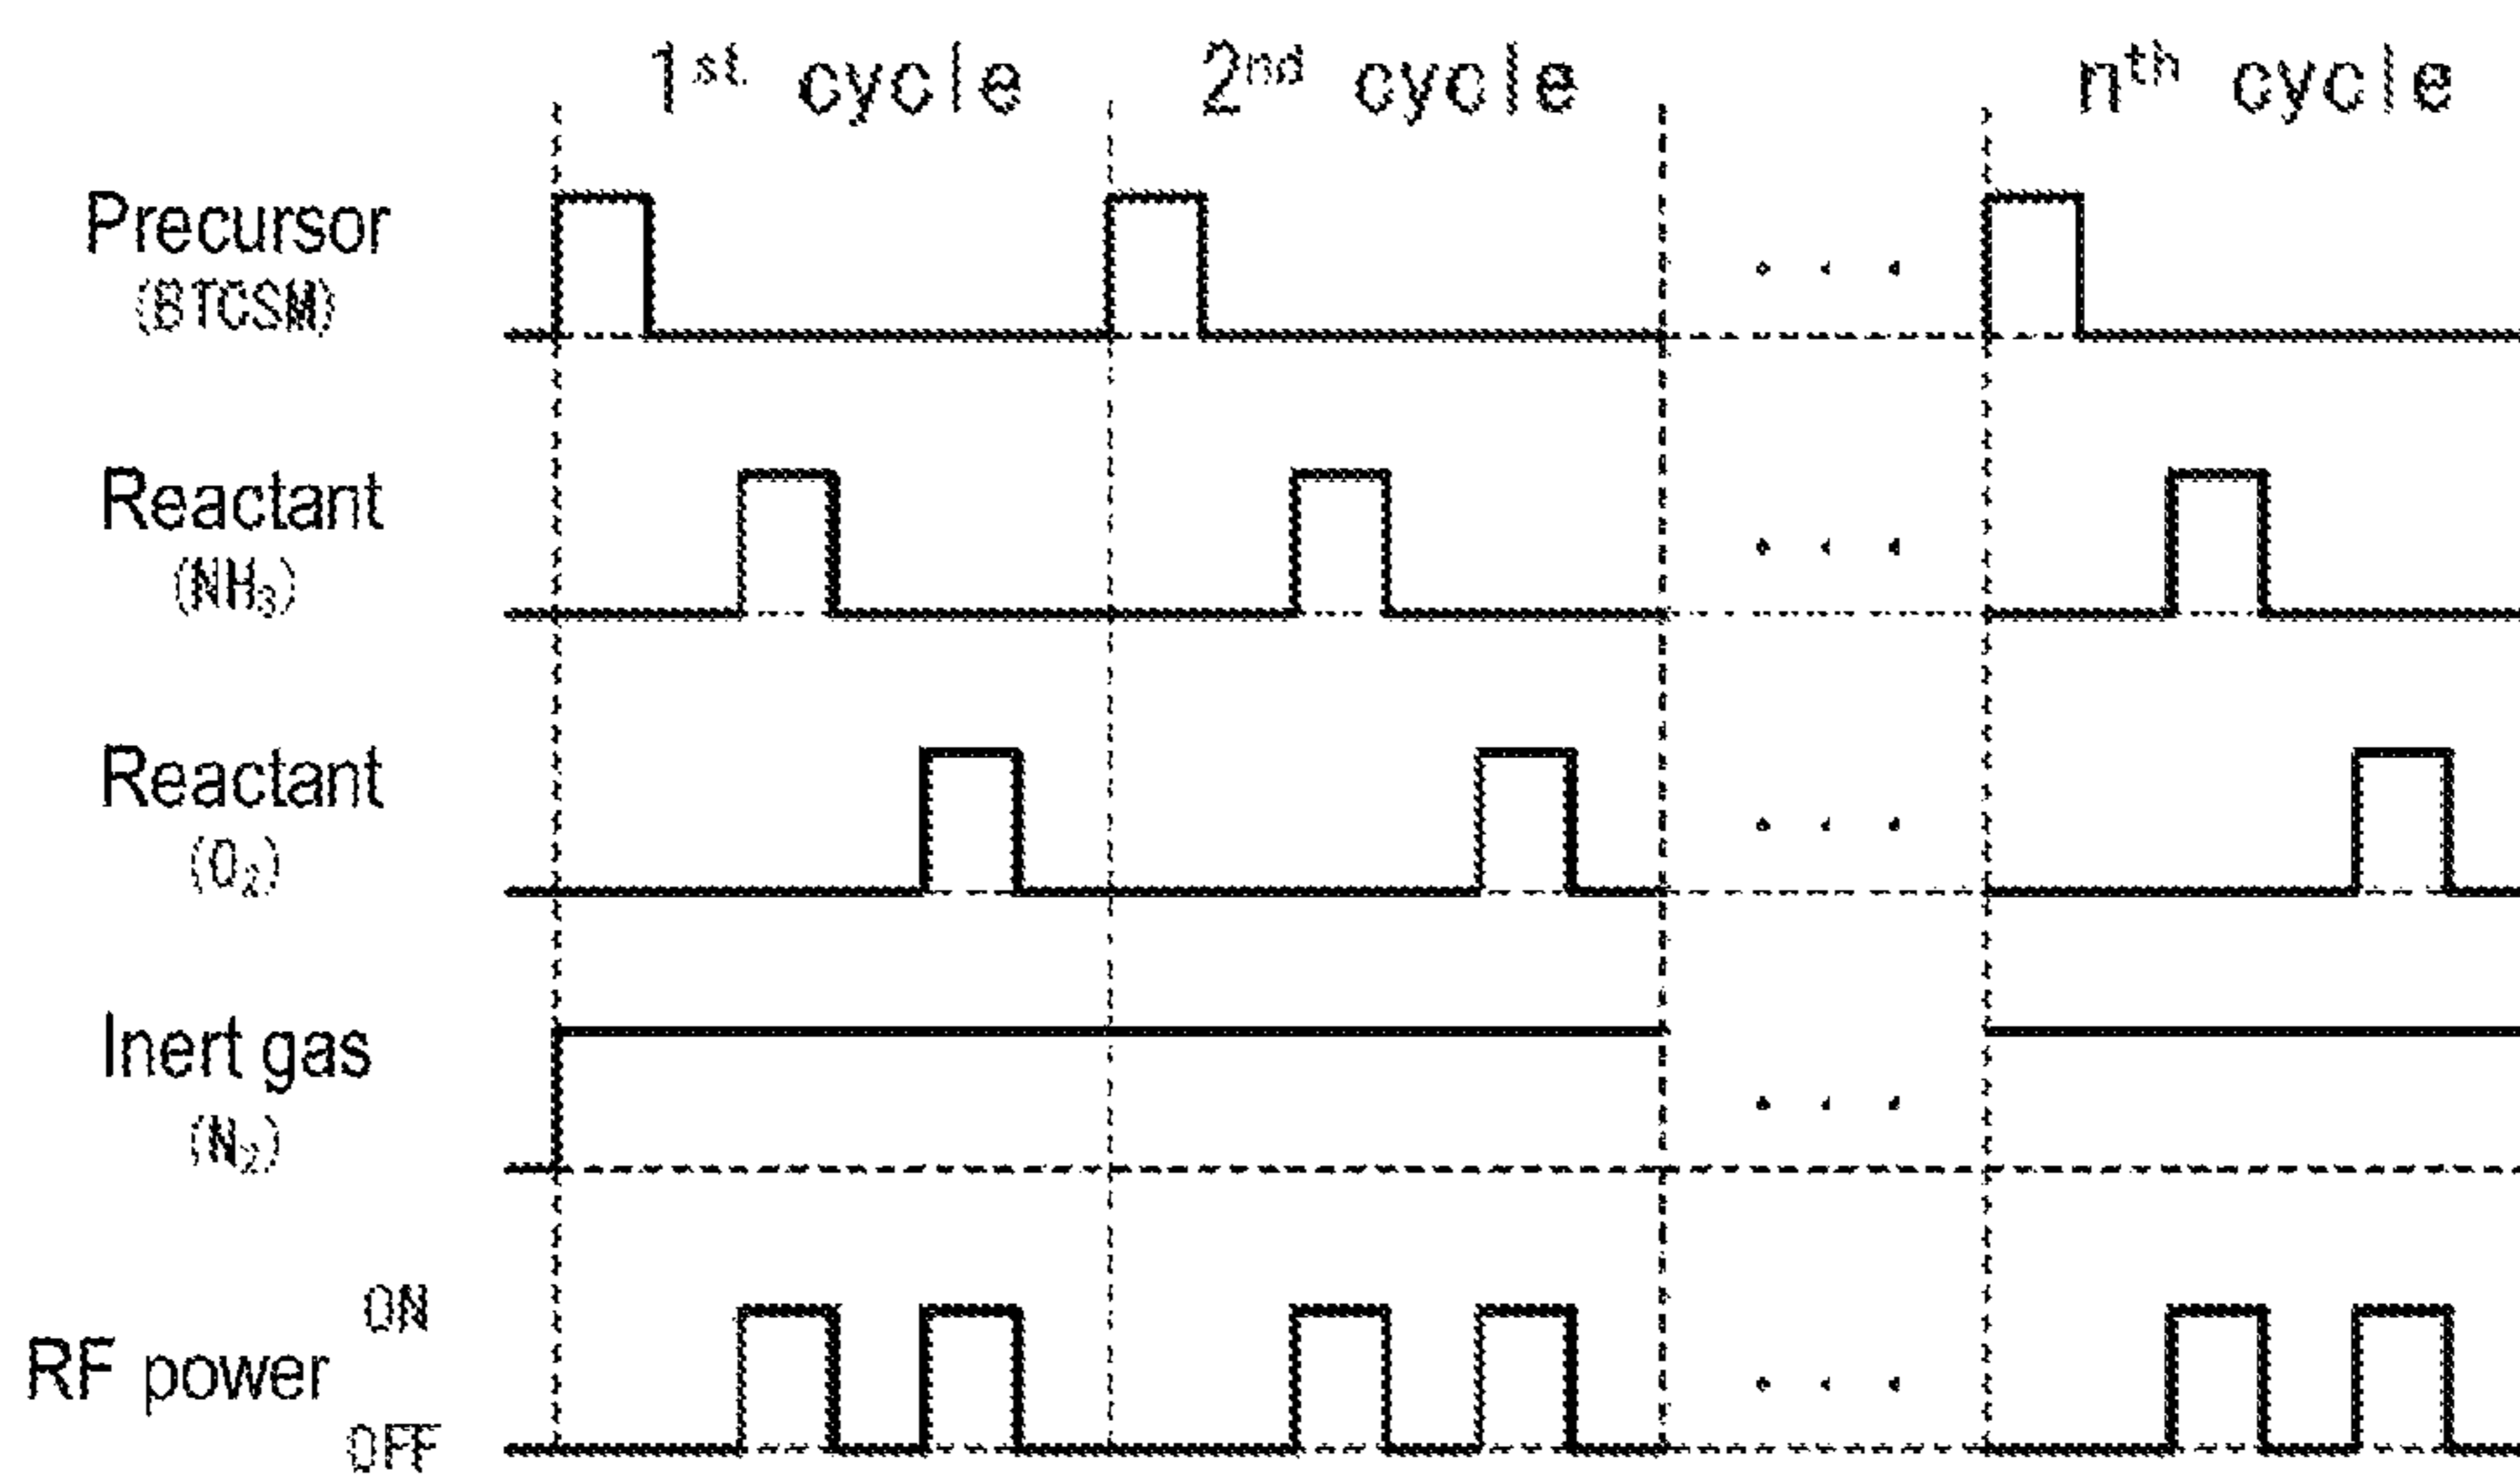 1st cycle 2nd cycle nth cycle
Precursor
(BTCSM)
Reactant
(NH₃)
Reactant
(O₂)
Inert gas
(N₂)
ON
RF power
OFF